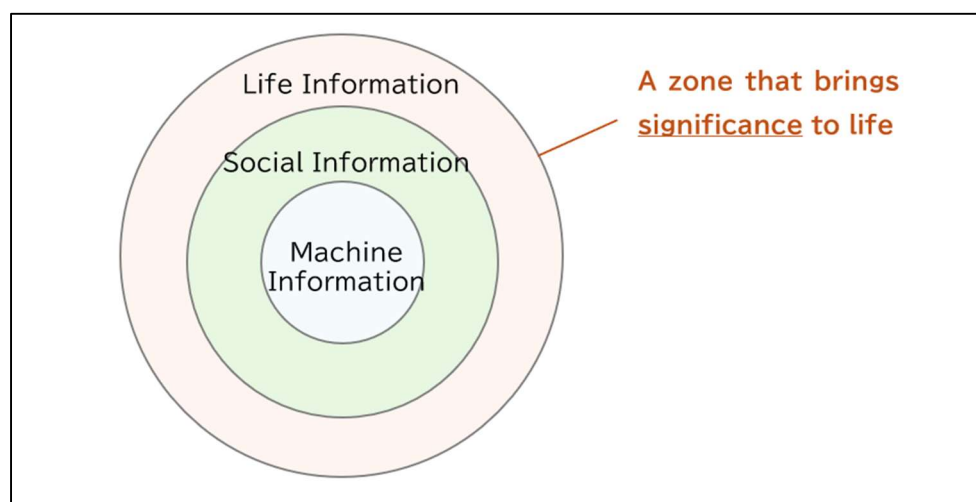 Life Information
Social Information
Machine
Information
A zone that brings
significance to life